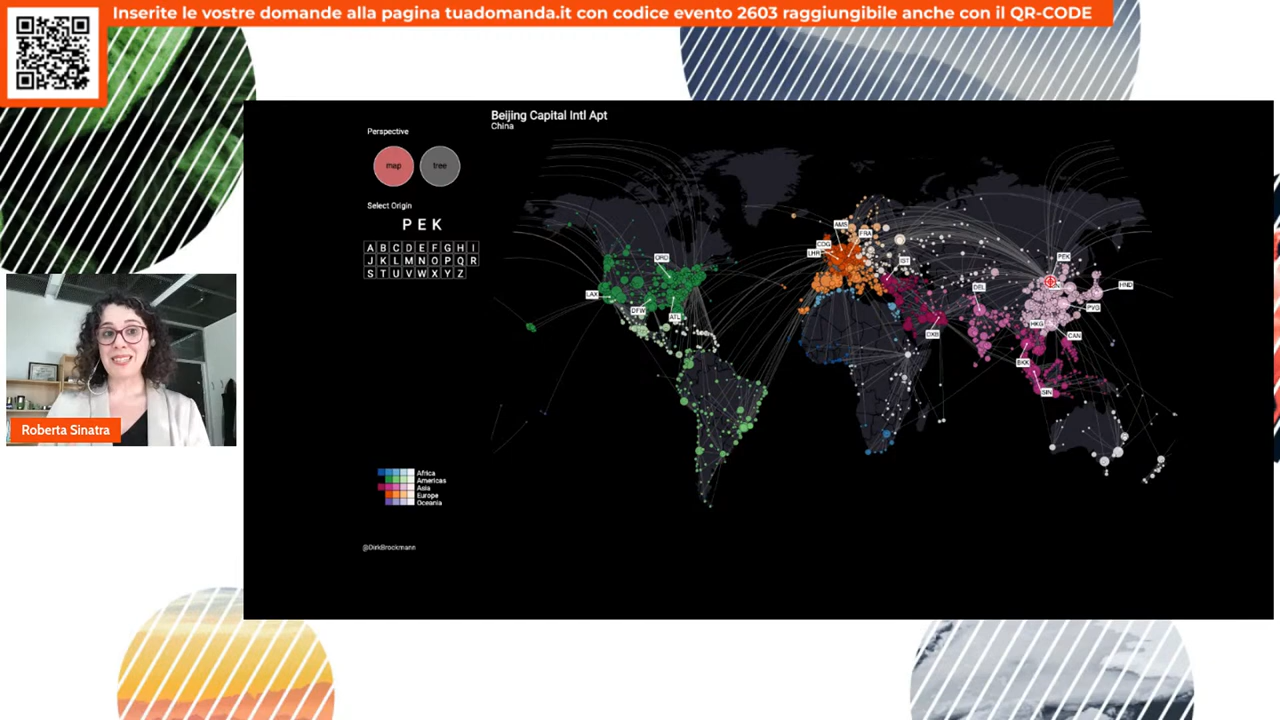 Inserite le vostre domande alla pagina tuadomanda.it con codice evento 2603 raggiungibile anche con il QR-CODE
Beijing Capital Intl Apt
China
Perspective
map
tree
Select Origin
PEK
A B C D E F G H I
J K L M N O P Q R
S T U V W X Y Z
AMS
FRA
CDG
LHR
IST
ORD
LAX
DFW
ATL
PEK
DEL
HND
PVG
HKG
CAN
DXB
BKK
SIN
Roberta Sinatra
Africa
Americas
Asia
Europe
Oceania
@DirkBrockmann